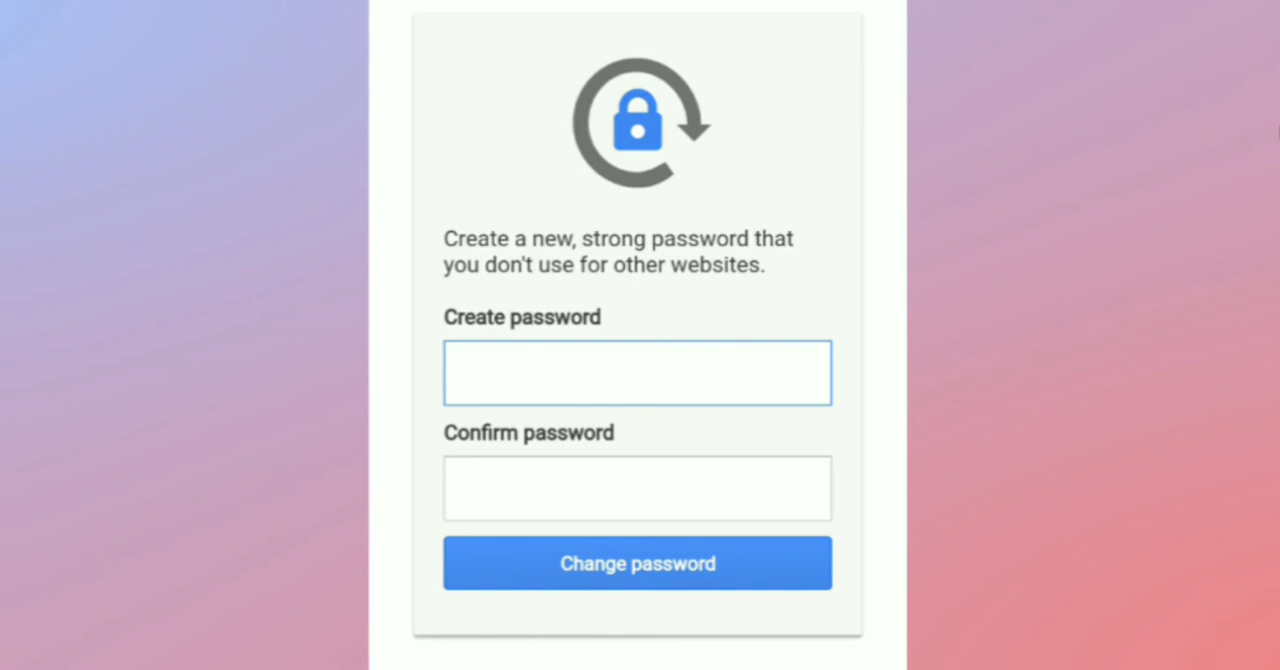 Create a new, strong password that
you don't use for other websites.
Create password
Confirm password
Change password